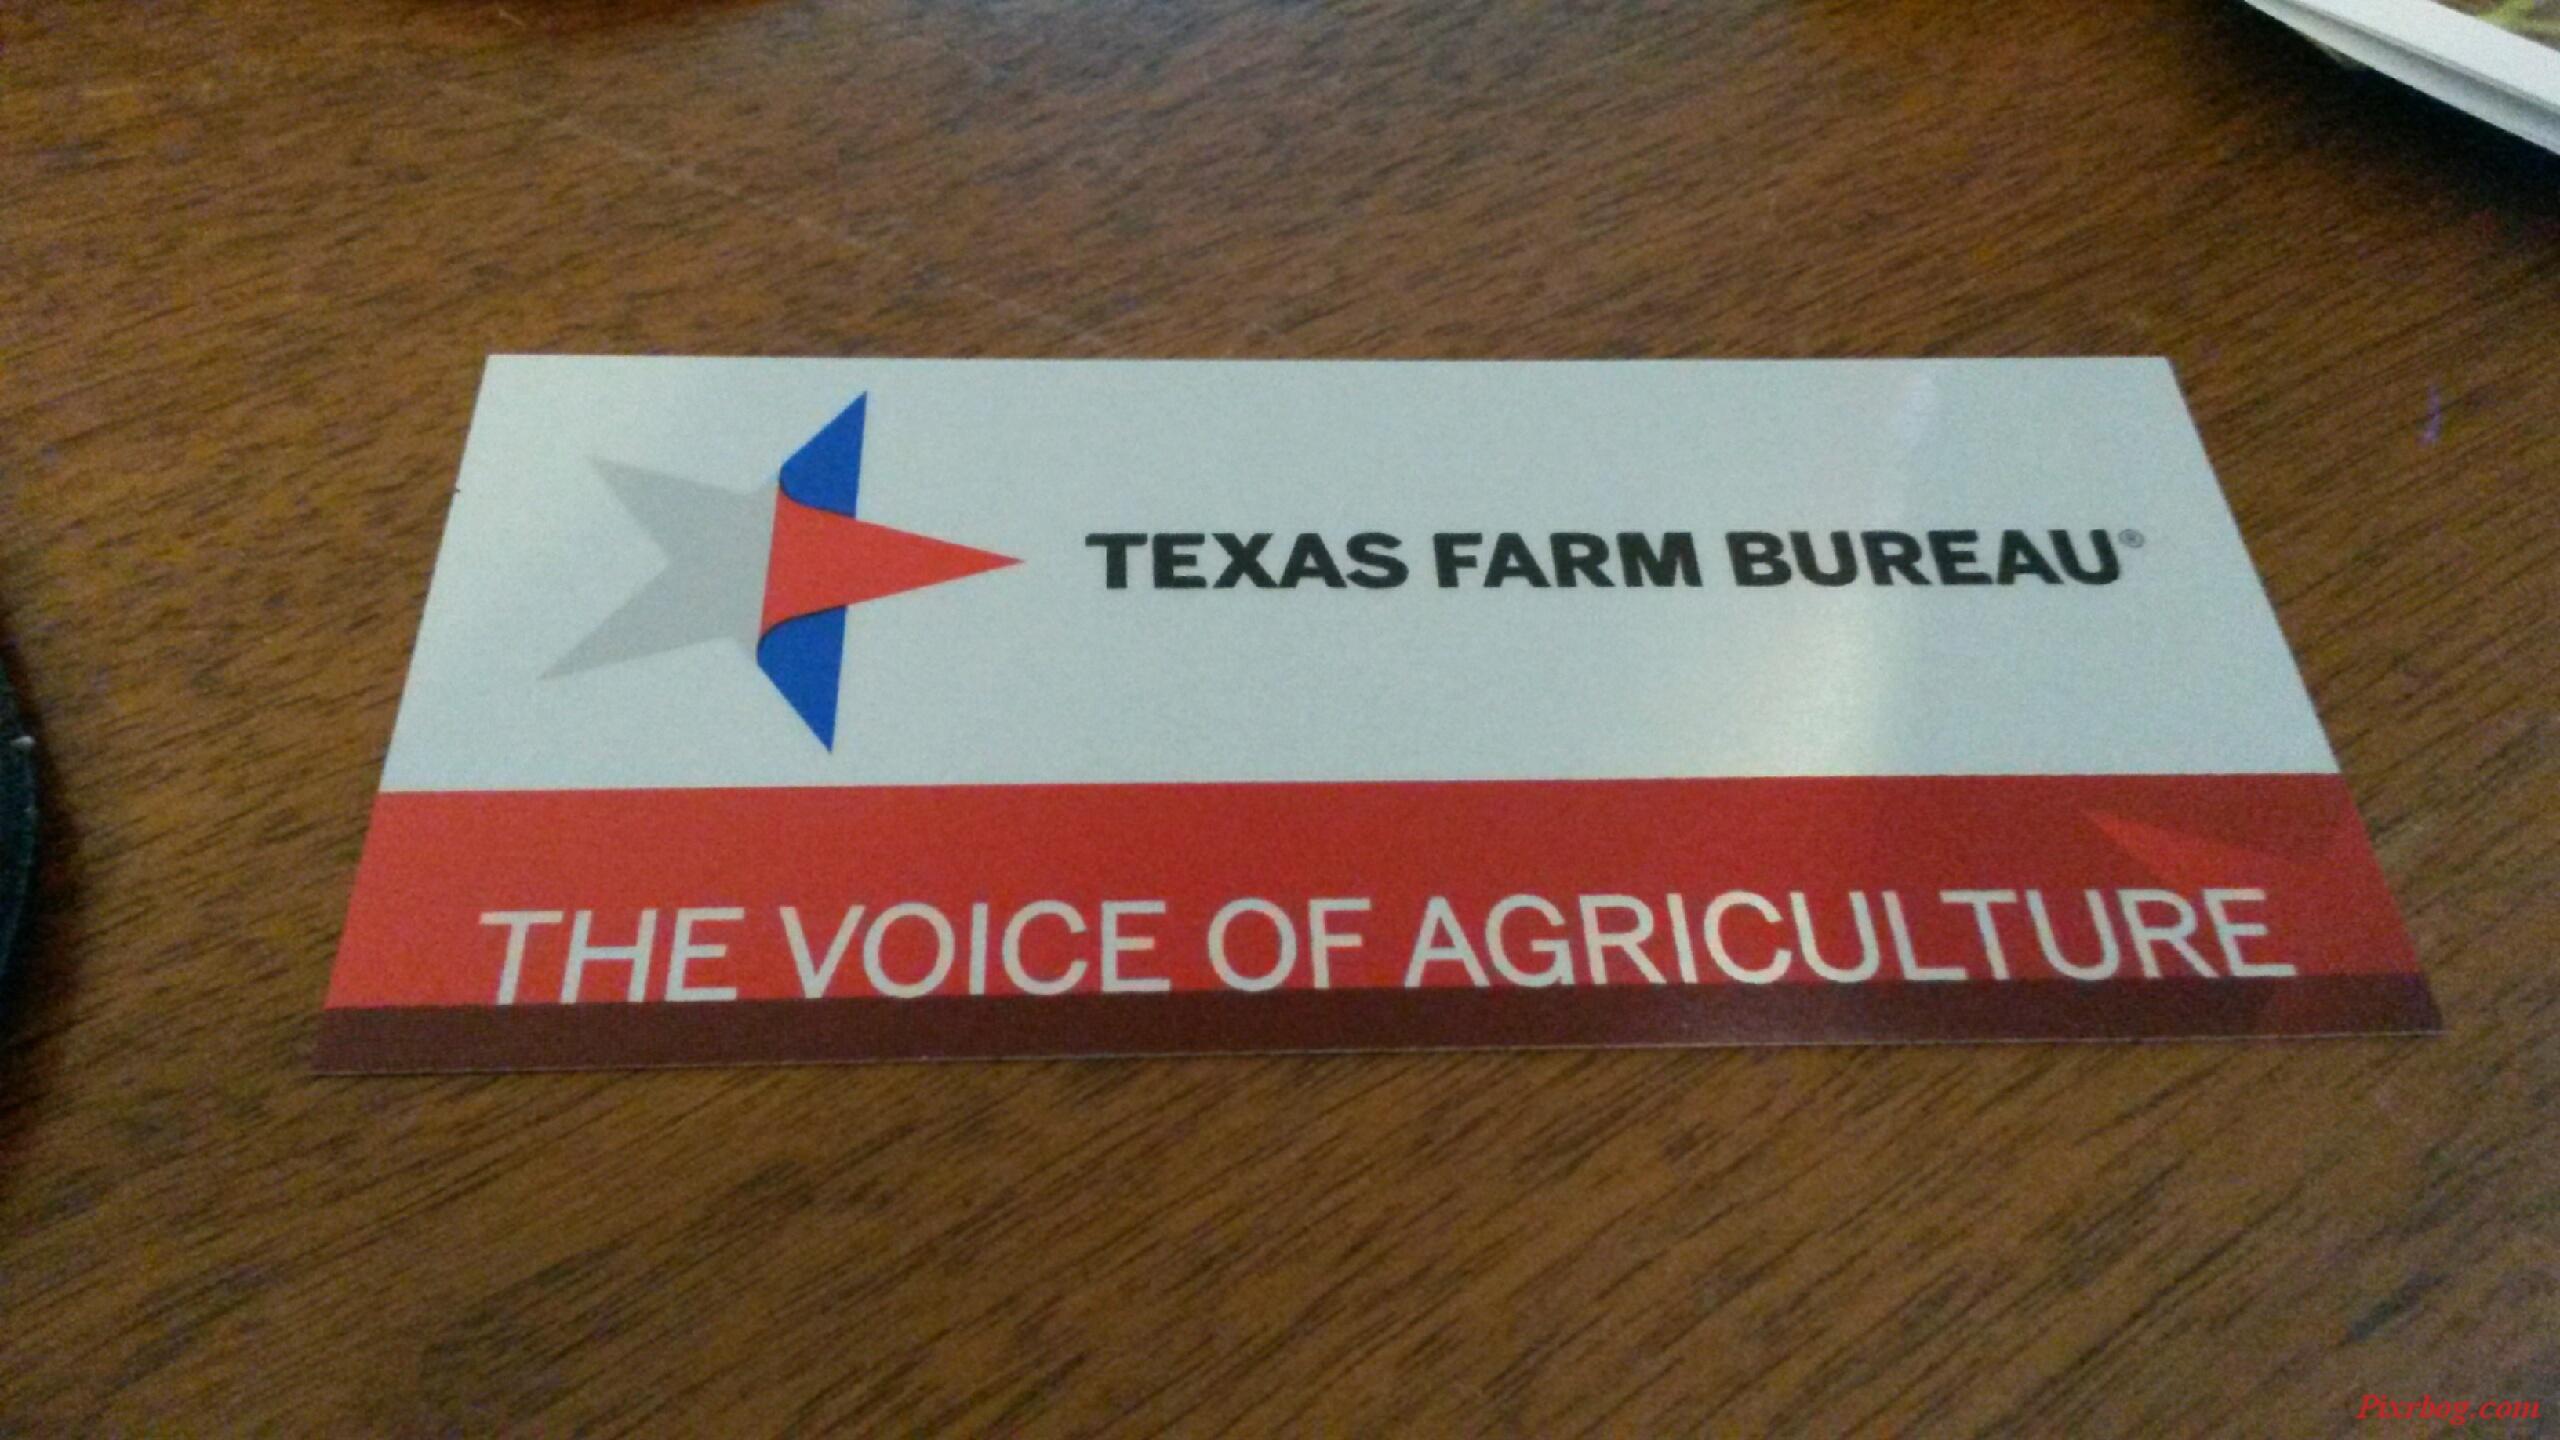 TEXAS FARM BUREAU®
THE VOICE OF AGRICULTURE
Pixrbog.com